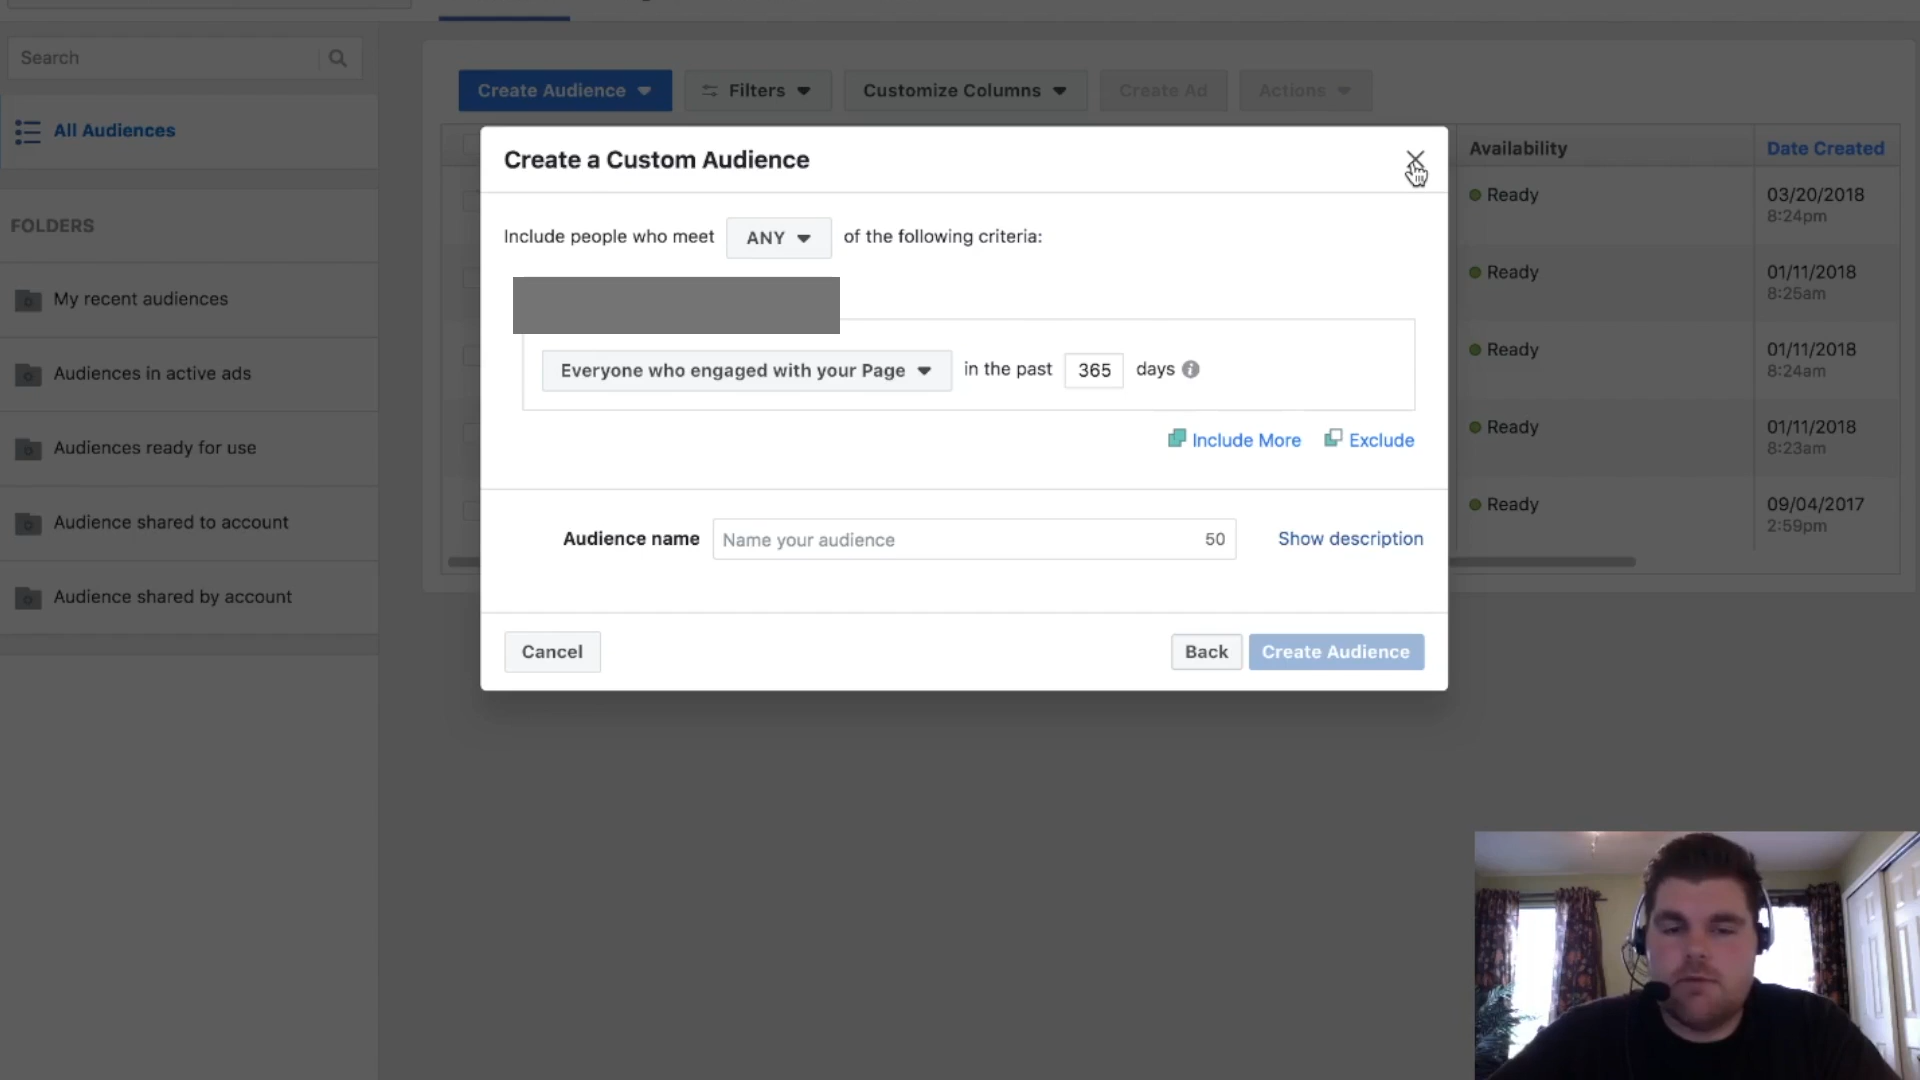 Search
Create Audience
Filters
Customize Columns
Create Ad
Actions
All Audiences
Availability
Date Created
Create a Custom Audience
Ready
03/20/2018
8:24pm
FOLDERS
Include people who meet ANY of the following criteria:
Ready
01/11/2018
8:25am
My recent audiences
Ready
01/11/2018
8:24am
Everyone who engaged with your Page in the past 365 days
Audiences in active ads
Ready
01/11/2018
8:23am
Include More
Exclude
Audiences ready for use
Ready
09/04/2017
2:59pm
Audience shared to account
Audience name
Name your audience
50
Show description
Audience shared by account
Cancel
Back
Create Audience